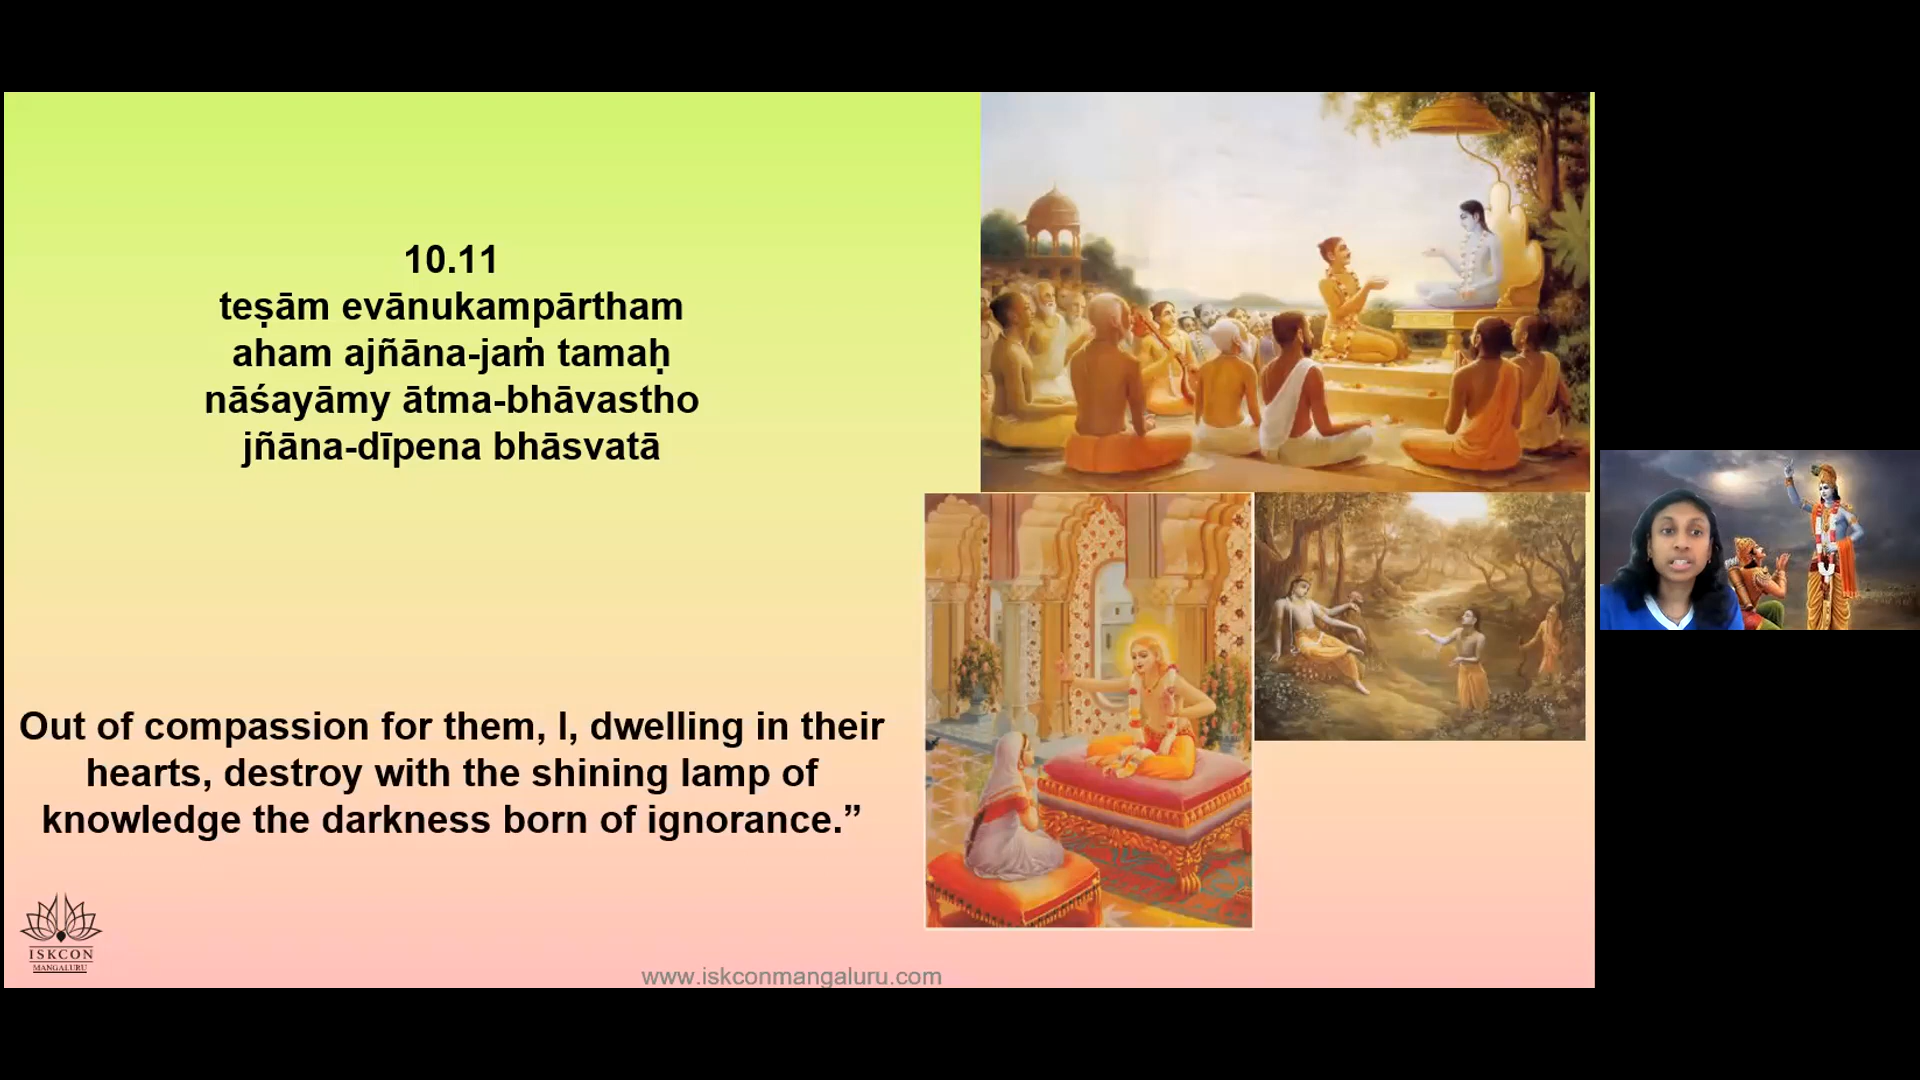 10.11
teṣām evānukampārtham
aham ajñāna-jaṁ tamaḥ
nāśayāmy ātma-bhāvastho
jñāna-dīpena bhāsvatā
Out of compassion for them, I, dwelling in their
hearts, destroy with the shining lamp of
knowledge the darkness born of ignorance.”
ISKCON
MANGALURU
www.iskconmangaluru.com